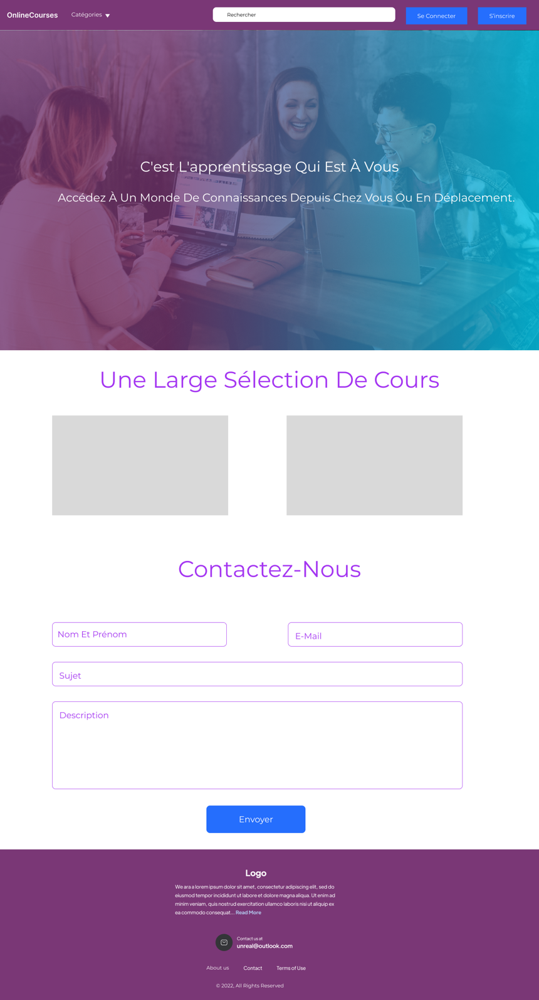 OnlineCourses
Catégories
Rechercher
Se Connecter
S'inscrire
C'est L'apprentissage Qui Est À Vous
Accédez À Un Monde De Connaissances Depuis Chez Vous Ou En Déplacement.
Une Large Sélection De Cours
Contactez-Nous
Nom Et Prénom
E-Mail
Sujet
Description
Envoyer
Logo
We ara a lorem ipsum dolor sit amet, consectetur adipiscing elit, sed do
eiusmod tempor incididunt ut labore et dolore magna aliqua. Ut enim ad
minim veniam, quis nostrud exercitation ullamco laboris nisi ut aliquip ex
ea commodo consequat... Read More
Contact us at
unreal@outlook.com
About us
Contact
Terms of Use
© 2022, All Rights Reserved